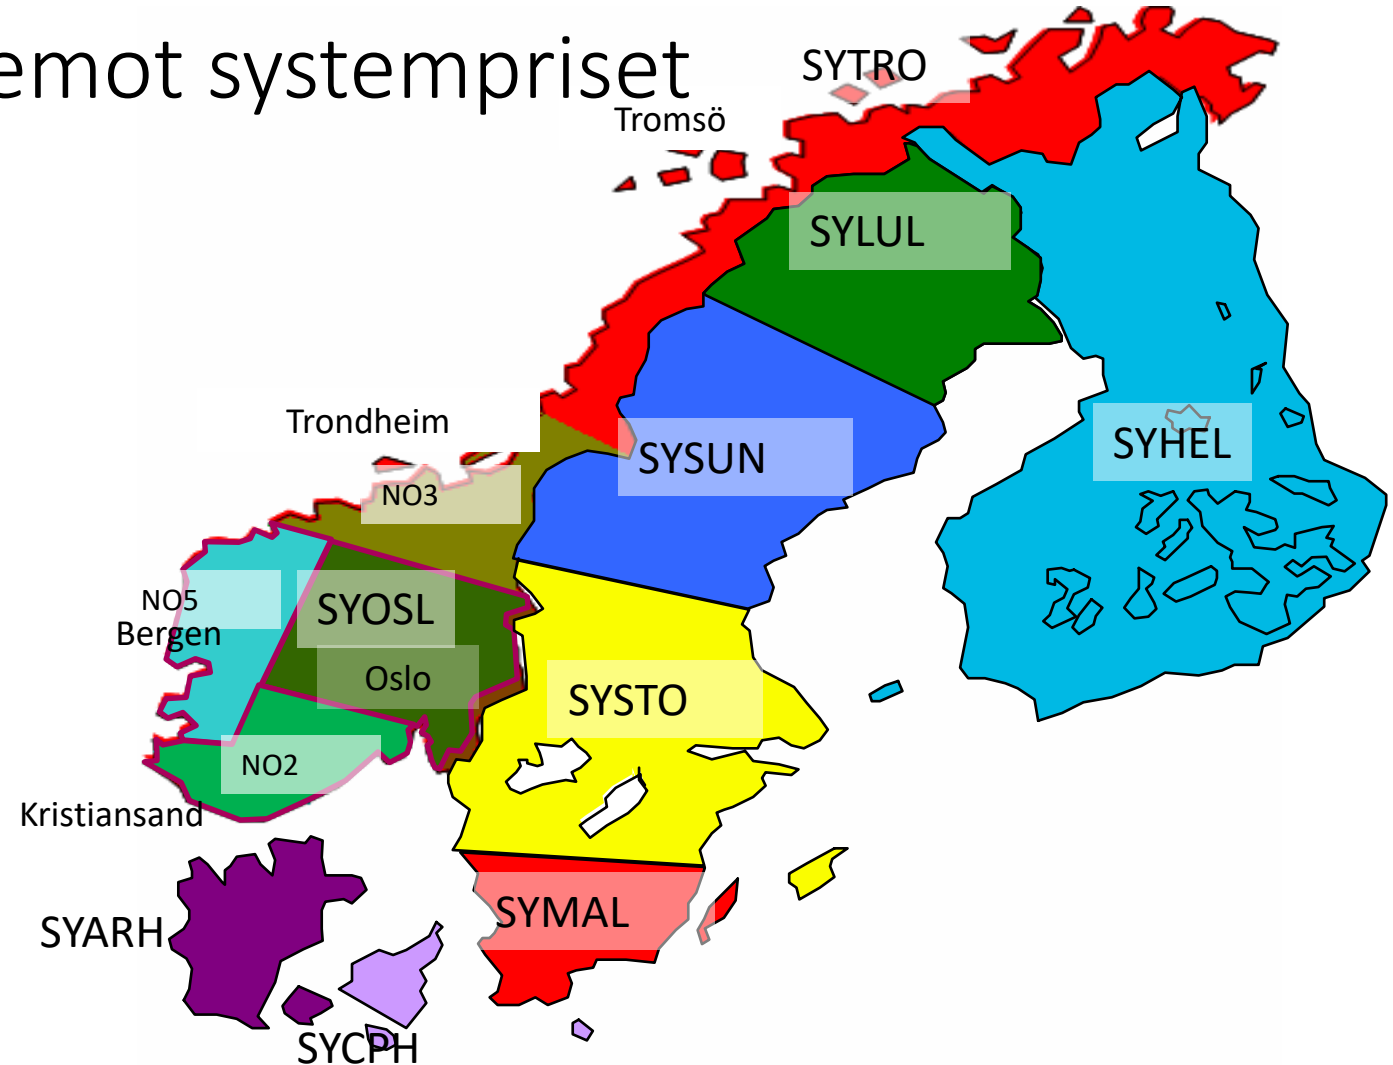 emot systempriset
SYTRO
Tromsö
SYLUL
Trondheim
SYSUN
SYHEL
NO3
NO5
Bergen
SYOSL
Oslo
SYSTO
NO2
Kristiansand
SYMAL
SYARH
SYCPH